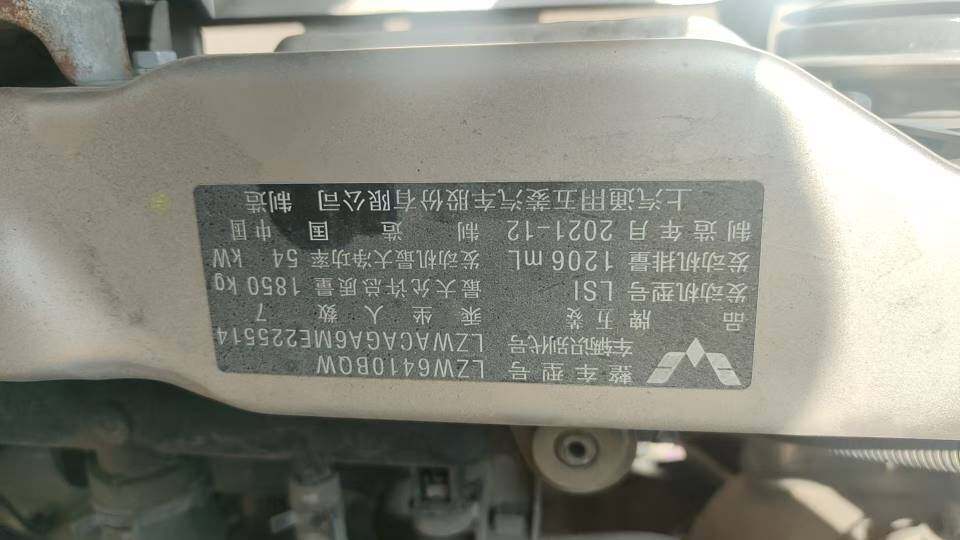 整车型号 LZW6410BQW
车辆识别代号 LZWACAGA6ME225514
品牌 五菱 乘坐人数 7
发动机型号 LSI 最大允许总质量 1850 kg
发动机排量 1206 mL 发动机最大净功率 54 kW
制造年月 2021-12 制造国 中国
上汽通用五菱汽车股份有限公司 制造